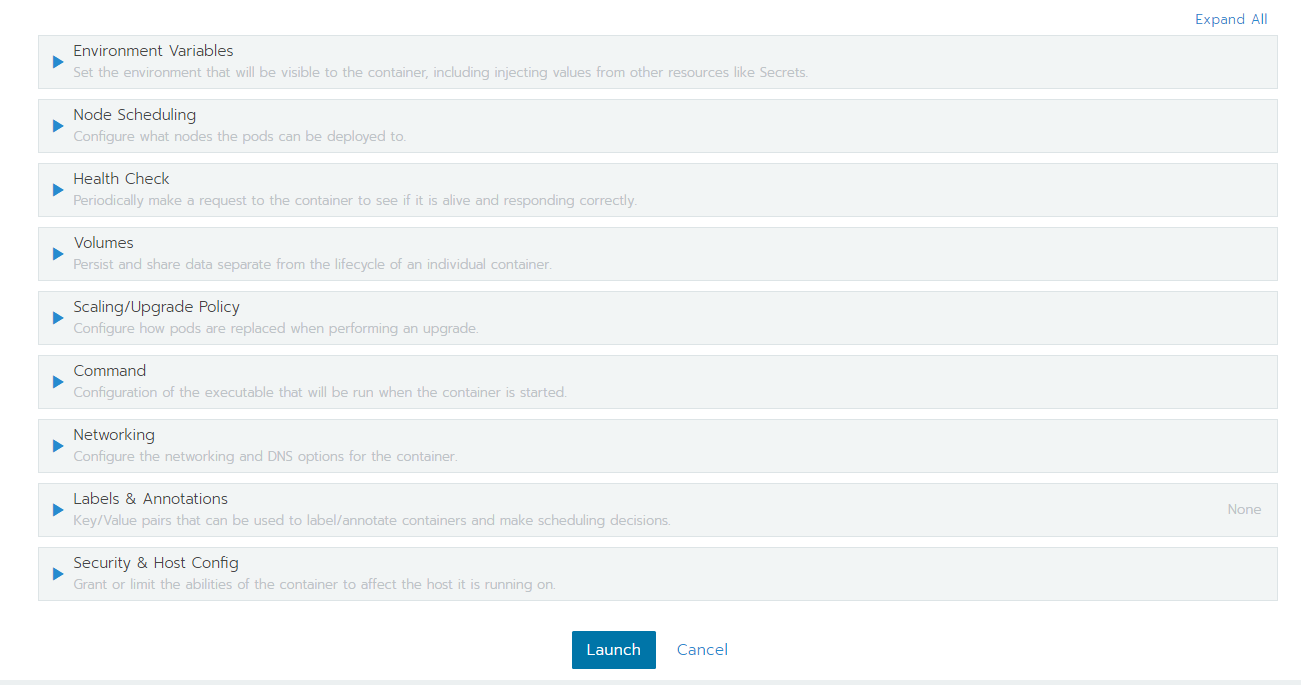 Expand All
Environment Variables
Set the environment that will be visible to the container, including injecting values from other resources like Secrets.
Node Scheduling
Configure what nodes the pods can be deployed to.
Health Check
Periodically make a request to the container to see if it is alive and responding correctly.
Volumes
Persist and share data separate from the lifecycle of an individual container.
Scaling/Upgrade Policy
Configure how pods are replaced when performing an upgrade.
Command
Configuration of the executable that will be run when the container is started.
Networking
Configure the networking and DNS options for the container.
Labels & Annotations
Key/Value pairs that can be used to label/annotate containers and make scheduling decisions.
None
Security & Host Config
Grant or limit the abilities of the container to affect the host it is running on.
Launch Cancel